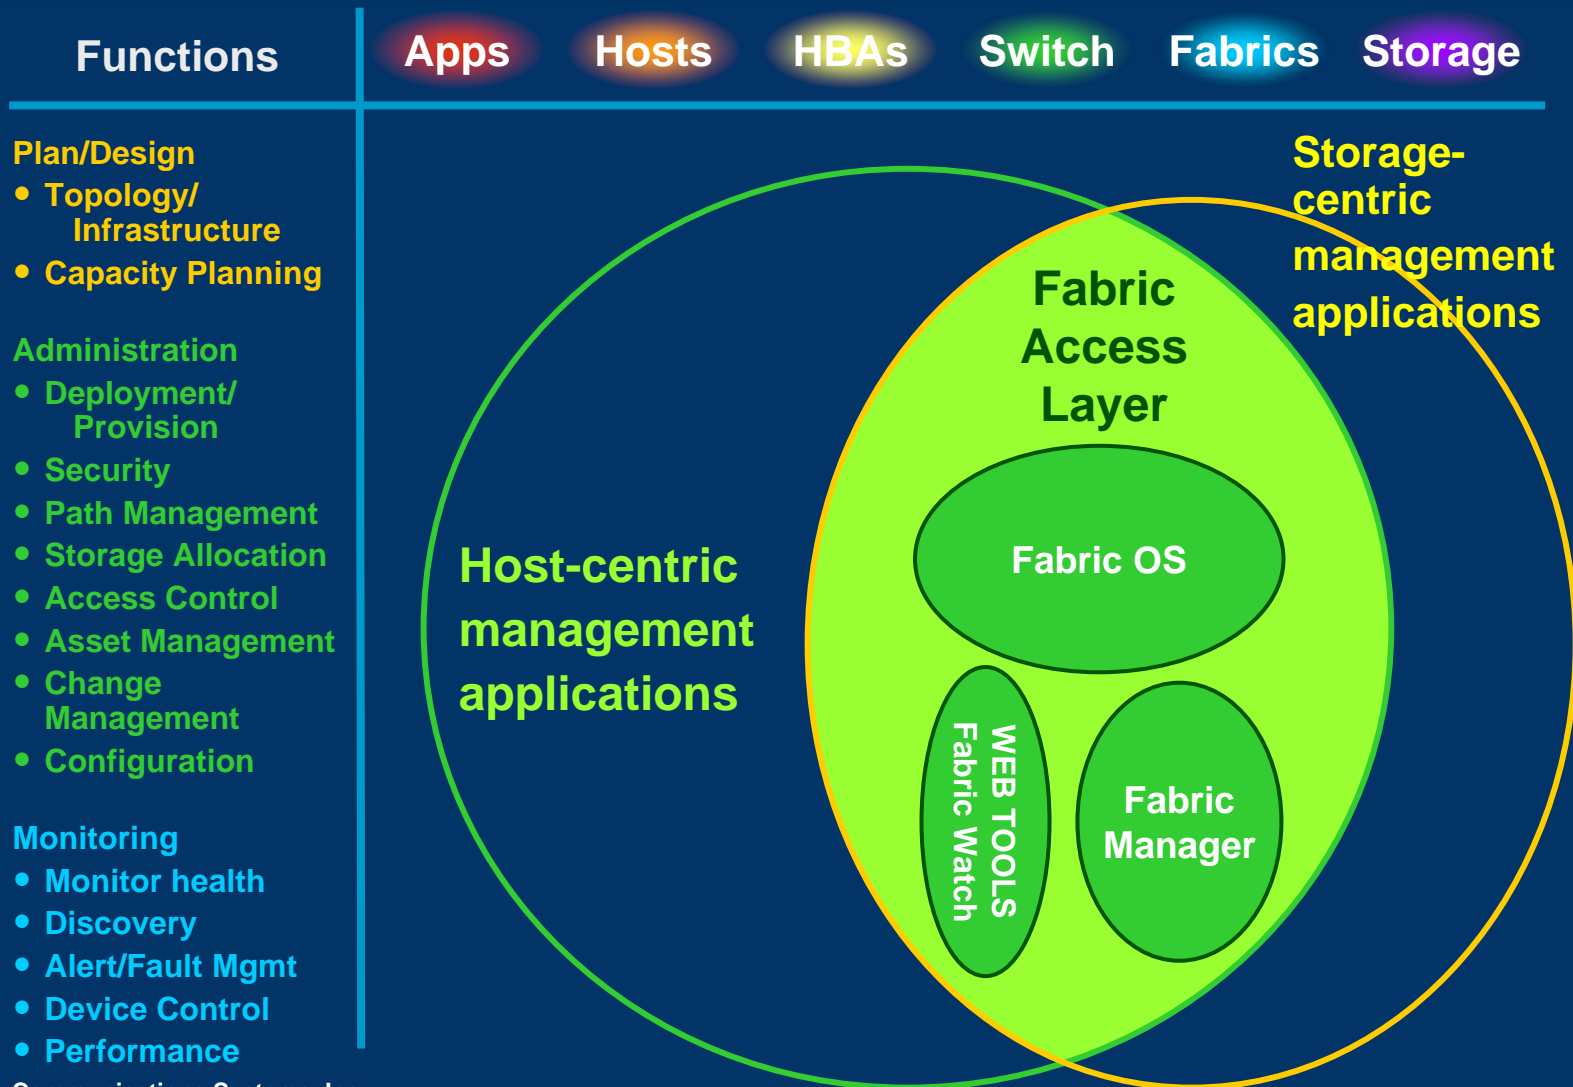 Functions
Apps
Hosts
HBAs
Switch
Fabrics
Storage
Plan/Design
• Topology/
Infrastructure
• Capacity Planning
Administration
• Deployment/
Provision
• Security
• Path Management
• Storage Allocation
• Access Control
• Asset Management
• Change
Management
• Configuration
Monitoring
• Monitor health
• Discovery
• Alert/Fault Mgmt
• Device Control
• Performance
Host-centric
management
applications
Fabric
Access
Layer
Fabric OS
WEB TOOLS
Fabric Watch
Fabric
Manager
Storage-
centric
management
applications